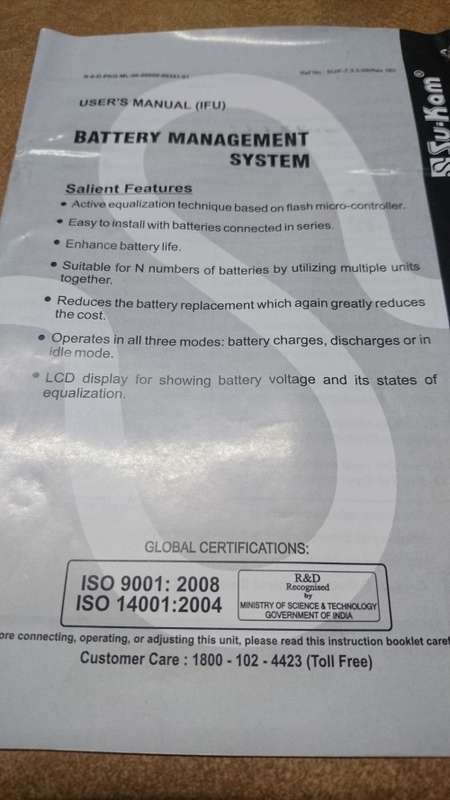 USER'S MANUAL (IFU)
Su-Kam®
BATTERY MANAGEMENT
SYSTEM
Salient Features
• Active equalization technique based on flash micro-controller.
• Easy to install with batteries connected in series.
• Enhance battery life.
• Suitable for N numbers of batteries by utilizing multiple units
together.
• Reduces the battery replacement which again greatly reduces
the cost.
• Operates in all three modes: battery charges, discharges or in
idle mode.
• LCD display for showing battery voltage and its states of
equalization.
GLOBAL CERTIFICATIONS:
ISO 9001: 2008
ISO 14001:2004
R&D
Recognised
by
MINISTRY OF SCIENCE & TECHNOLOGY
GOVERNMENT OF INDIA
ore connecting, operating, or adjusting this unit, please read this instruction booklet caref
Customer Care : 1800 - 102 - 4423 (Toll Free)